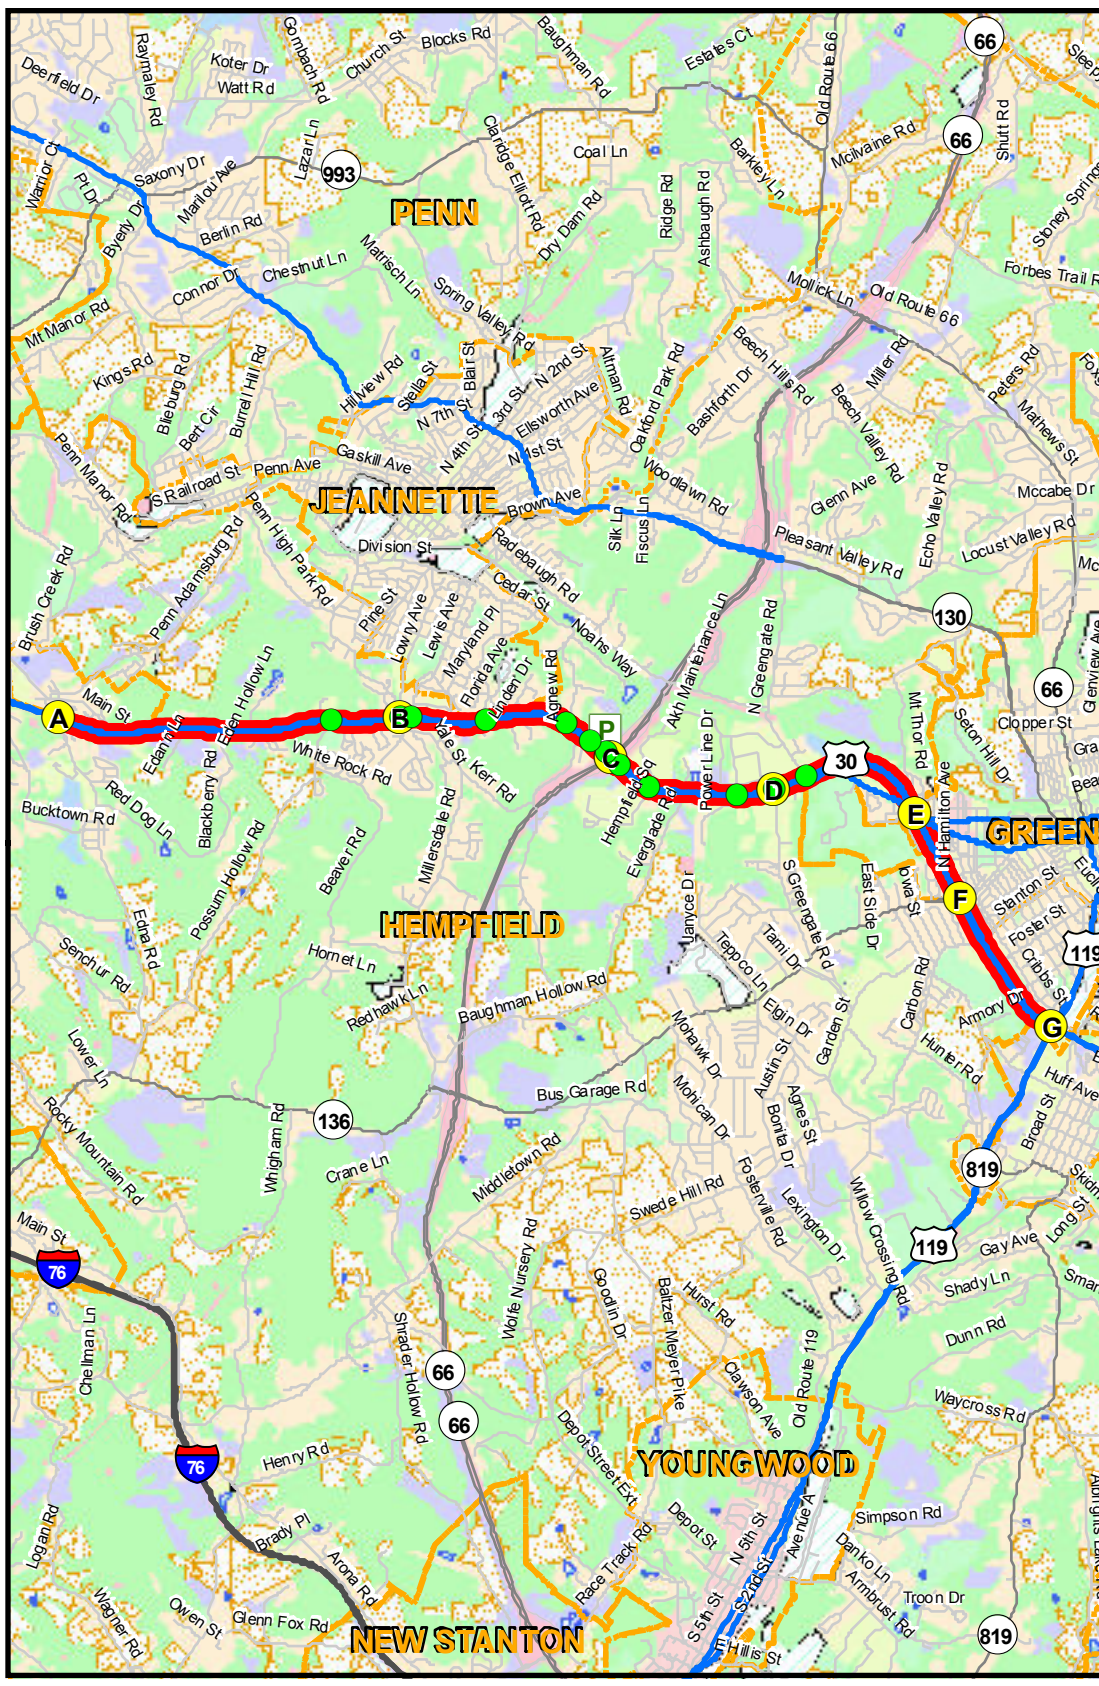 Deerfield Dr
Raymaley Rd
Koter Dr
Watt Rd
Gombach Rd
Church St
Blocks Rd
Baughman Rd
Estates Ct
Old Route 66
66
Warrior Ct
Pt Dr
Saxony Dr
Lazar Ln
993
Claridge Elliott Rd
Coal Ln
Barkley Ln
Mcilvaine Rd
66
Shutt Rd
Byerly Dr
Marilou Ave
Berlin Rd
PENN
Dry Dam Rd
Ridge Rd
Ashbaugh Rd
Stoney Springs
Mt Manor Rd
Connor Dr
Chestnut Ln
Matrisch Ln
Spring Valley Rd
Mollick Ln
Old Route 66
Forbes Trail R
Kings Rd
Blieburg Rd
Bert Cir
Burrell Hill Rd
Hillview Rd
Stella St
Blair St
N 7th St
3rd St
N 2nd St
Ellsworth Ave
Altman Rd
Oakford Park Rd
Bashforth Dr
Beech Hills Rd
Miller Rd
Peters Rd
Beech Valley Rd
Mathews St
Penn Manor Rd
S Railroad St
Penn Ave
Gaskill Ave
N 4th St
N 1st St
Woodlawn Rd
Glenn Ave
Echo Valley Rd
Mccabe Dr
JEANNETTE
Brown Ave
Silk Ln
Fiscus Ln
Pleasant Valley Rd
Locust Valley Rd
Brush Creek Rd
Penn Adamsburg Rd
Penn High Park Rd
Division St
Radebaugh Rd
Cedar St
130
Pine St
Lowry Ave
Lewis Ave
Maryland Pl
Florida Ave
Linden Dr
Noahs Way
Agnew Rd
Akh Maintenance Ln
N Greengate Rd
66
Glenview Ave
A
Main St
Edann Ln
Eden Hollow Ln
B
Yale St
P
C
Hempfield Sq
Power Line Dr
D
30
Mt Thor Rd
Seton Hill Dr
Clopper St
Bucktown Rd
Red Dog Ln
Blackberry Rd
White Rock Rd
Kerr Rd
Everglade Rd
E
N Hamilton Ave
GREEN
Possum Hollow Rd
Beaver Rd
Millersdale Rd
S Greengate Rd
East Side Dr
Iowa St
F
Stanton St
Foster St
119
Edna Rd
Senchur Rd
HEMPFIELD
Janyce Dr
Teppco Ln
Tami Dr
Cribbs St
Hornet Ln
Redhawk Ln
Baughman Hollow Rd
Elgin Dr
Garden St
Carbon Rd
Armory Dr
G
Lower Ln
Mohawk Dr
Hunter Rd
Huff Ave
Rocky Mountain Rd
136
Bus Garage Rd
Austin St
Agnes St
Bonita Dr
Mohican Dr
Broad St
Whigham Rd
Crane Ln
Middletown Rd
Swede Hill Rd
Fosterville Rd
Lexington Dr
Willow Crossing Rd
819
Long St
Main St
76
119
Gay Ave
Shady Ln
Wolfe Nursery Rd
Goodlin Dr
Baltzer Meyer Pike
Hurst Rd
Old Route 119
Dunn Rd
Chellman Ln
Shrader Hollow Rd
66
Clawson Ave
Waycross Rd
66
76
Henry Rd
Depot Street Ext
YOUNGWOOD
Logan Rd
Brady Pl
Depot St
N 5th St
Avenue A
Simpson Rd
Arona Rd
Race Track Rd
S 2nd St
Danko Ln
Armbrust Rd
Troon Dr
Wagner Rd
Owen St
Glenn Fox Rd
NEW STANTON
S 5th St
E Hillis St
819